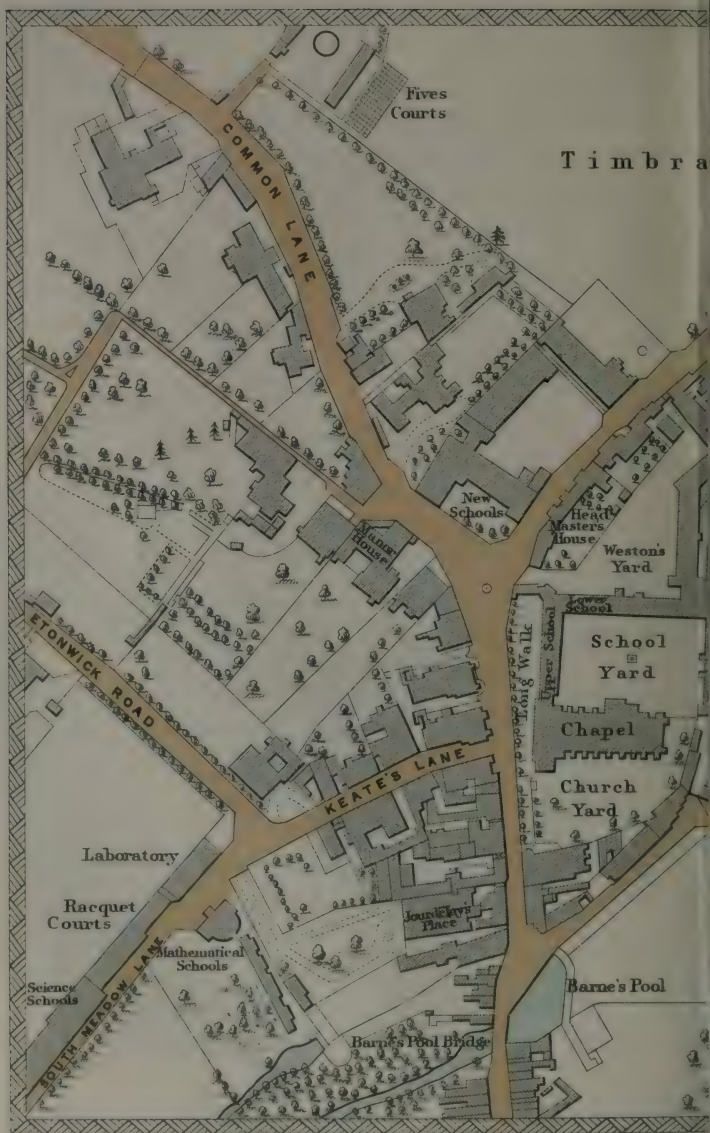 Fives
Courts
Timbra
COMMON LANE
New
Schools
Head
Masters
House
Weston's
Yard
Manor
House
Lower
School
Upper School
Long Walk
School
Yard
Chapel
Church
Yard
ETONWICK ROAD
KEATE'S LANE
Laboratory
Racquet
Courts
Jourdelay's
Place
Mathematical
Schools
Science
Schools
SOUTH MEADOW LANE
Barne's Pool
Barne's Pool Bridge